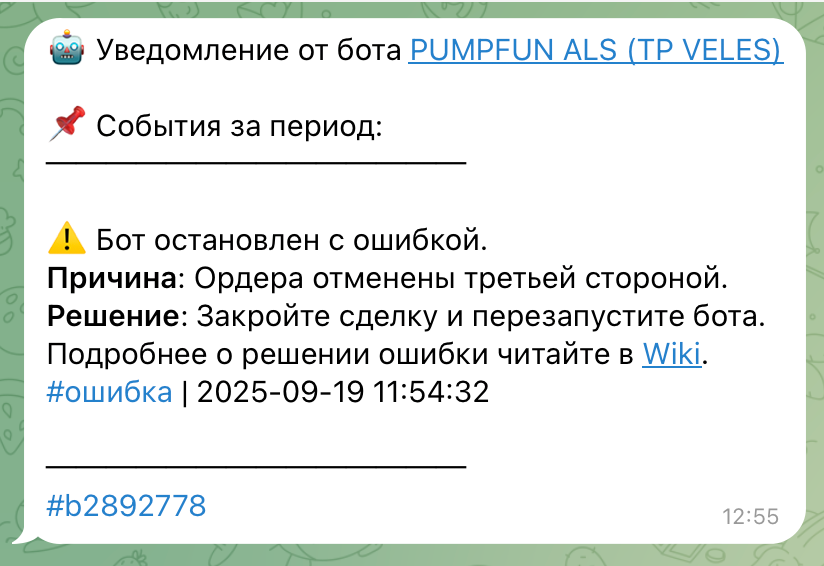 🤖 Уведомление от бота PUMPFUN ALS (TP VELES)
📌 События за период:
⚠️ Бот остановлен с ошибкой.
Причина: Ордера отменены третьей стороной.
Решение: Закройте сделку и перезапустите бота.
Подробнее о решении ошибки читайте в Wiki.
#ошибка | 2025-09-19 11:54:32
#b2892778
12:55